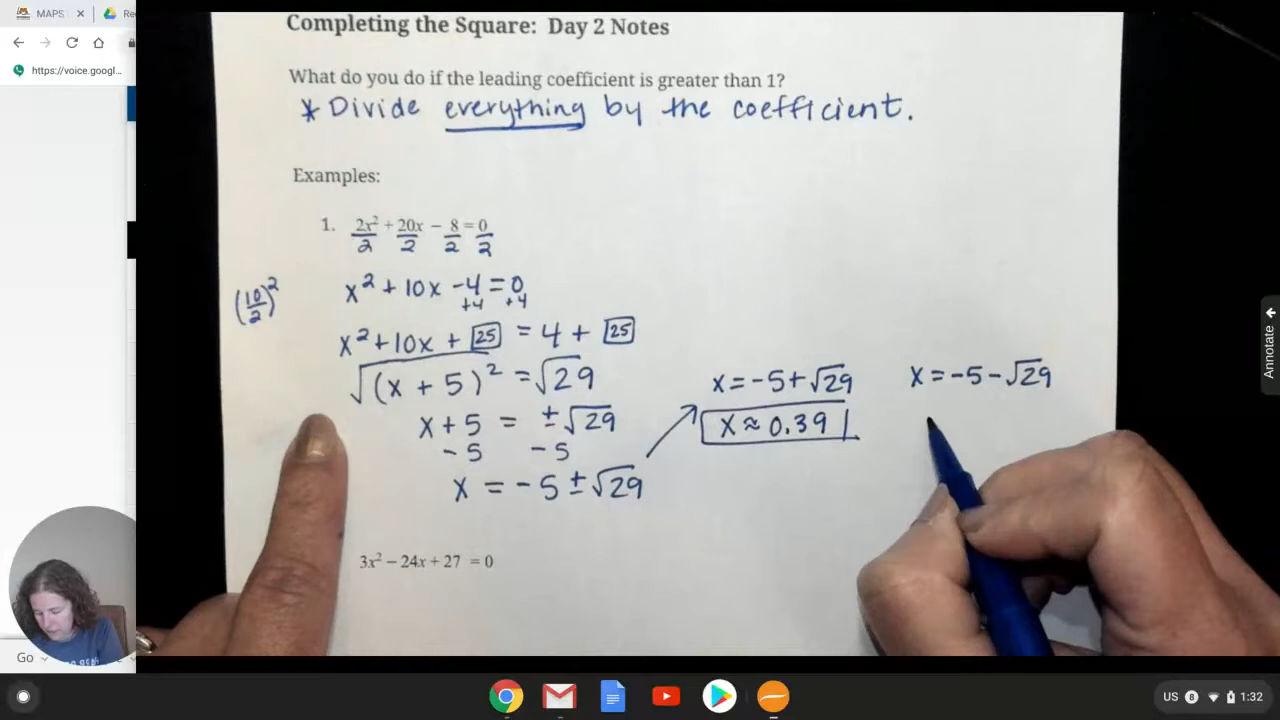 MAPS
Rec
https://voice.googl...
Completing the Square: Day 2 Notes
What do you do if the leading coefficient is greater than 1?
* Divide everything by the coefficient.
Examples:
1. 2x² + 20x − 8 = 0
2 2 2 2
(10/2)²
x² + 10x - 4 = 0
+4 +4
x² + 10x + 25 = 4 + 25
√(x + 5)² = √29
x + 5 = ±√29
- 5 - 5
x = - 5 ± √29
x = -5 + √29
x ≈ 0.39
x = -5 - √29
3x² − 24x + 27 = 0
Annotate
Go
US 8 1:32